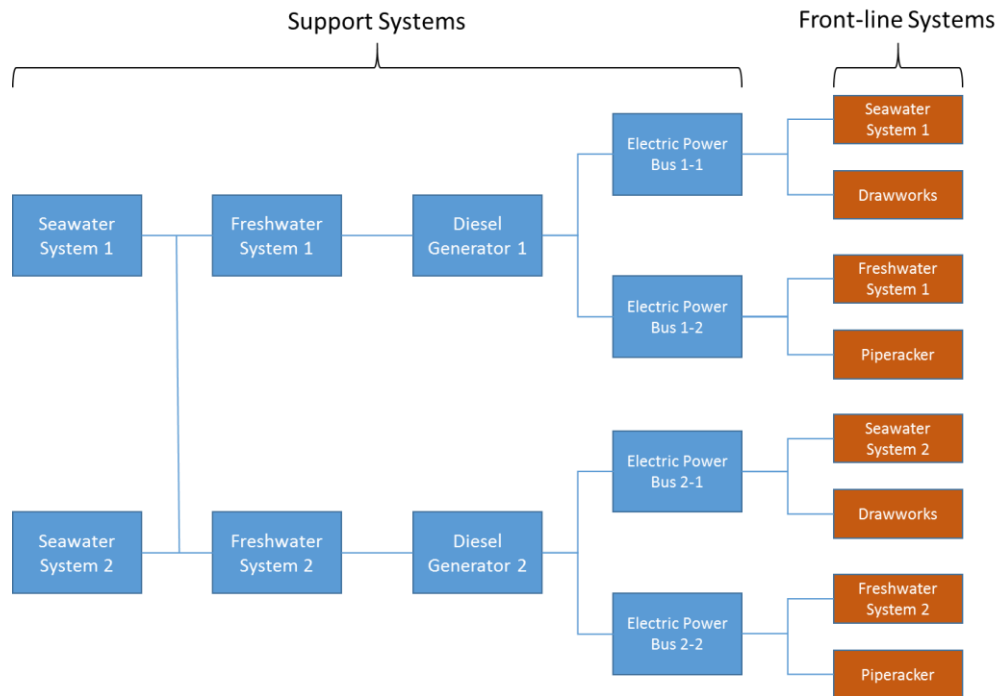 Support Systems
Front-line Systems
Seawater
System 1
Freshwater
System 1
Diesel
Generator 1
Electric Power
Bus 1-1
Electric Power
Bus 1-2
Seawater
System 1
Drawworks
Freshwater
System 1
Piperacker
Seawater
System 2
Freshwater
System 2
Diesel
Generator 2
Electric Power
Bus 2-1
Electric Power
Bus 2-2
Seawater
System 2
Drawworks
Freshwater
System 2
Piperacker